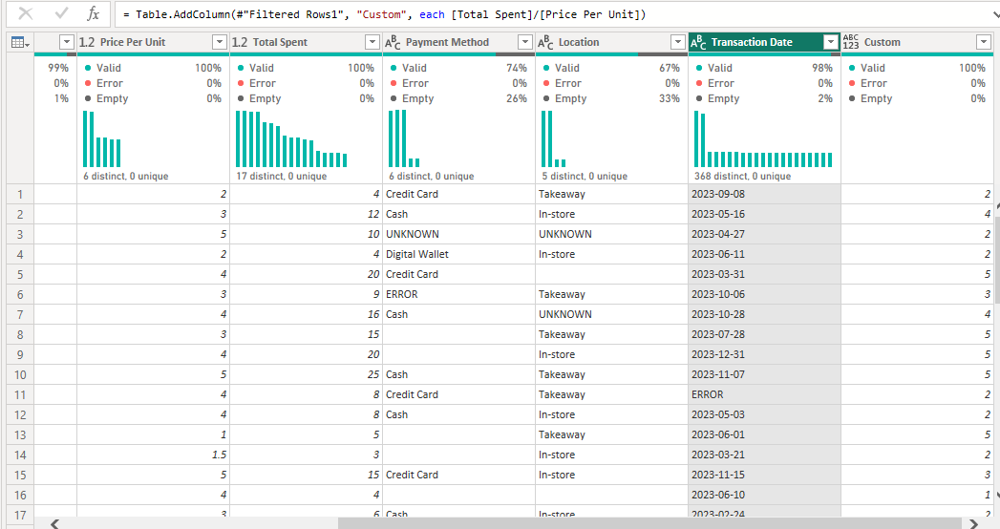 fx = Table.AddColumn(#"Filtered Rows1", "Custom", each [Total Spent]/[Price Per Unit])
1.2 Price Per Unit 1.2 Total Spent ABC Payment Method ABC Location ABC Transaction Date ABC 123 Custom
99% Valid 100% Valid 100% Valid 74% Valid 67% Valid 98% Valid 100%
0% Error 0% Error 0% Error 0% Error 0% Error 0% Error 0%
1% Empty 0% Empty 0% Empty 26% Empty 33% Empty 2% Empty 0%
6 distinct, 0 unique 17 distinct, 0 unique 6 distinct, 0 unique 5 distinct, 0 unique 368 distinct, 0 unique
1 2 4 Credit Card Takeaway 2023-09-08 2
2 3 12 Cash In-store 2023-05-16 4
3 5 10 UNKNOWN UNKNOWN 2023-04-27 2
4 2 4 Digital Wallet In-store 2023-06-11 2
5 4 20 Credit Card 2023-03-31 5
6 3 9 ERROR Takeaway 2023-10-06 3
7 4 16 Cash UNKNOWN 2023-10-28 4
8 3 15 Takeaway 2023-07-28 5
9 4 20 In-store 2023-12-31 5
10 5 25 Cash Takeaway 2023-11-07 5
11 4 8 Credit Card Takeaway ERROR 2
12 4 8 Cash In-store 2023-05-03 2
13 1 5 Takeaway 2023-06-01 5
14 1.5 3 In-store 2023-03-21 2
15 5 15 Credit Card In-store 2023-11-15 3
16 4 4 2023-06-10 1
17 3 6 Cash In-store 2023-02-24 2